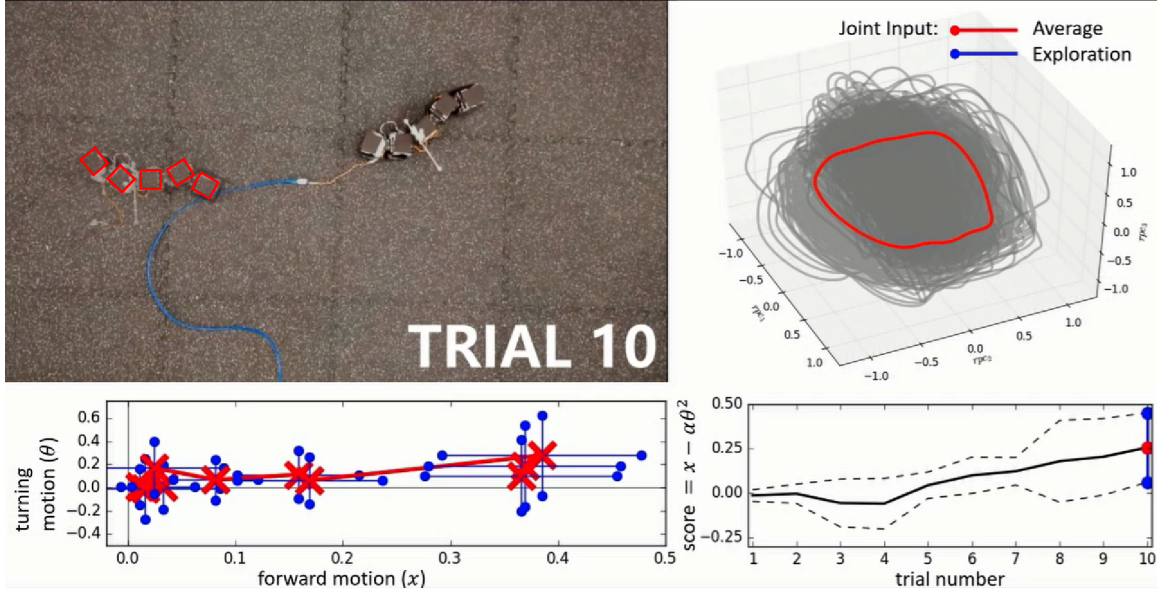 TRIAL 10
Joint Input:
Average
Exploration
1.0
0.5
0.0
−0.5
−1.0
rpc₃
−1.0
−0.5
0.0
0.5
1.0
rpc₁
−1.0
−0.5
0.0
0.5
1.0
rpc₂
0.6
0.4
0.2
0.0
−0.2
−0.4
turning
motion (θ)
0.0 0.1 0.2 0.3 0.4 0.5
forward motion (x)
0.50
0.25
0.00
−0.25
score = x − αθ²
1 2 3 4 5 6 7 8 9 10
trial number